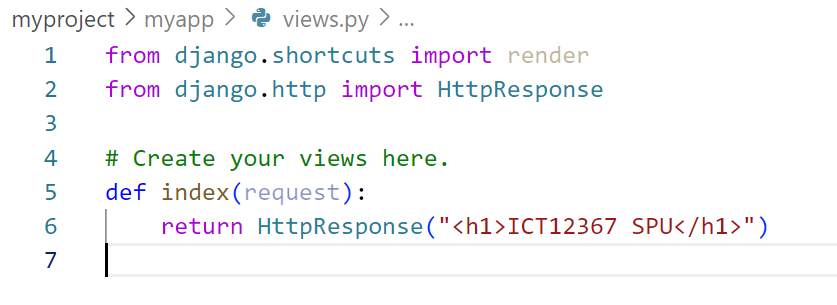 myproject > myapp > views.py > ...
1 from django.shortcuts import render
2 from django.http import HttpResponse
3
4 # Create your views here.
5 def index(request):
6     return HttpResponse("<h1>ICT12367 SPU</h1>")
7